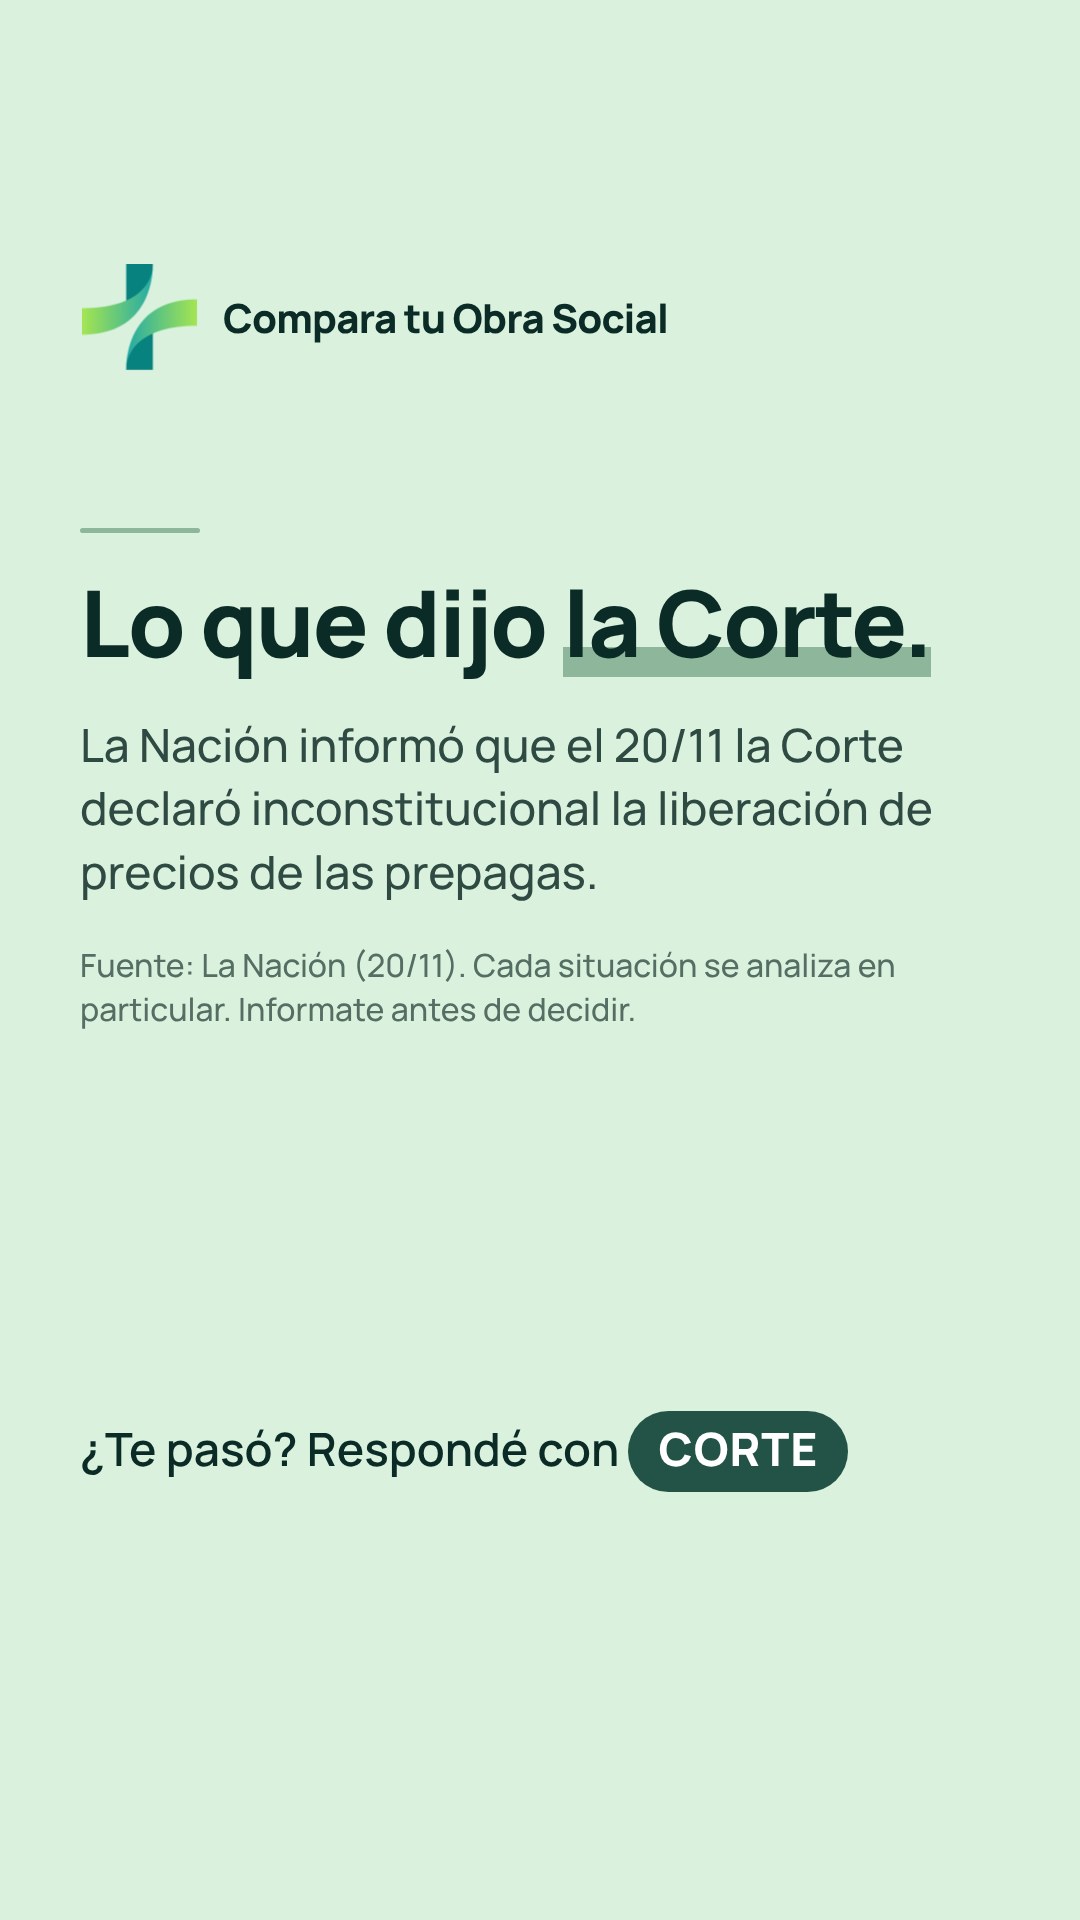 Compara tu Obra Social
Lo que dijo la Corte.
La Nación informó que el 20/11 la Corte
declaró inconstitucional la liberación de
precios de las prepagas.
Fuente: La Nación (20/11). Cada situación se analiza en
particular. Informate antes de decidir.
¿Te pasó? Respondé con CORTE